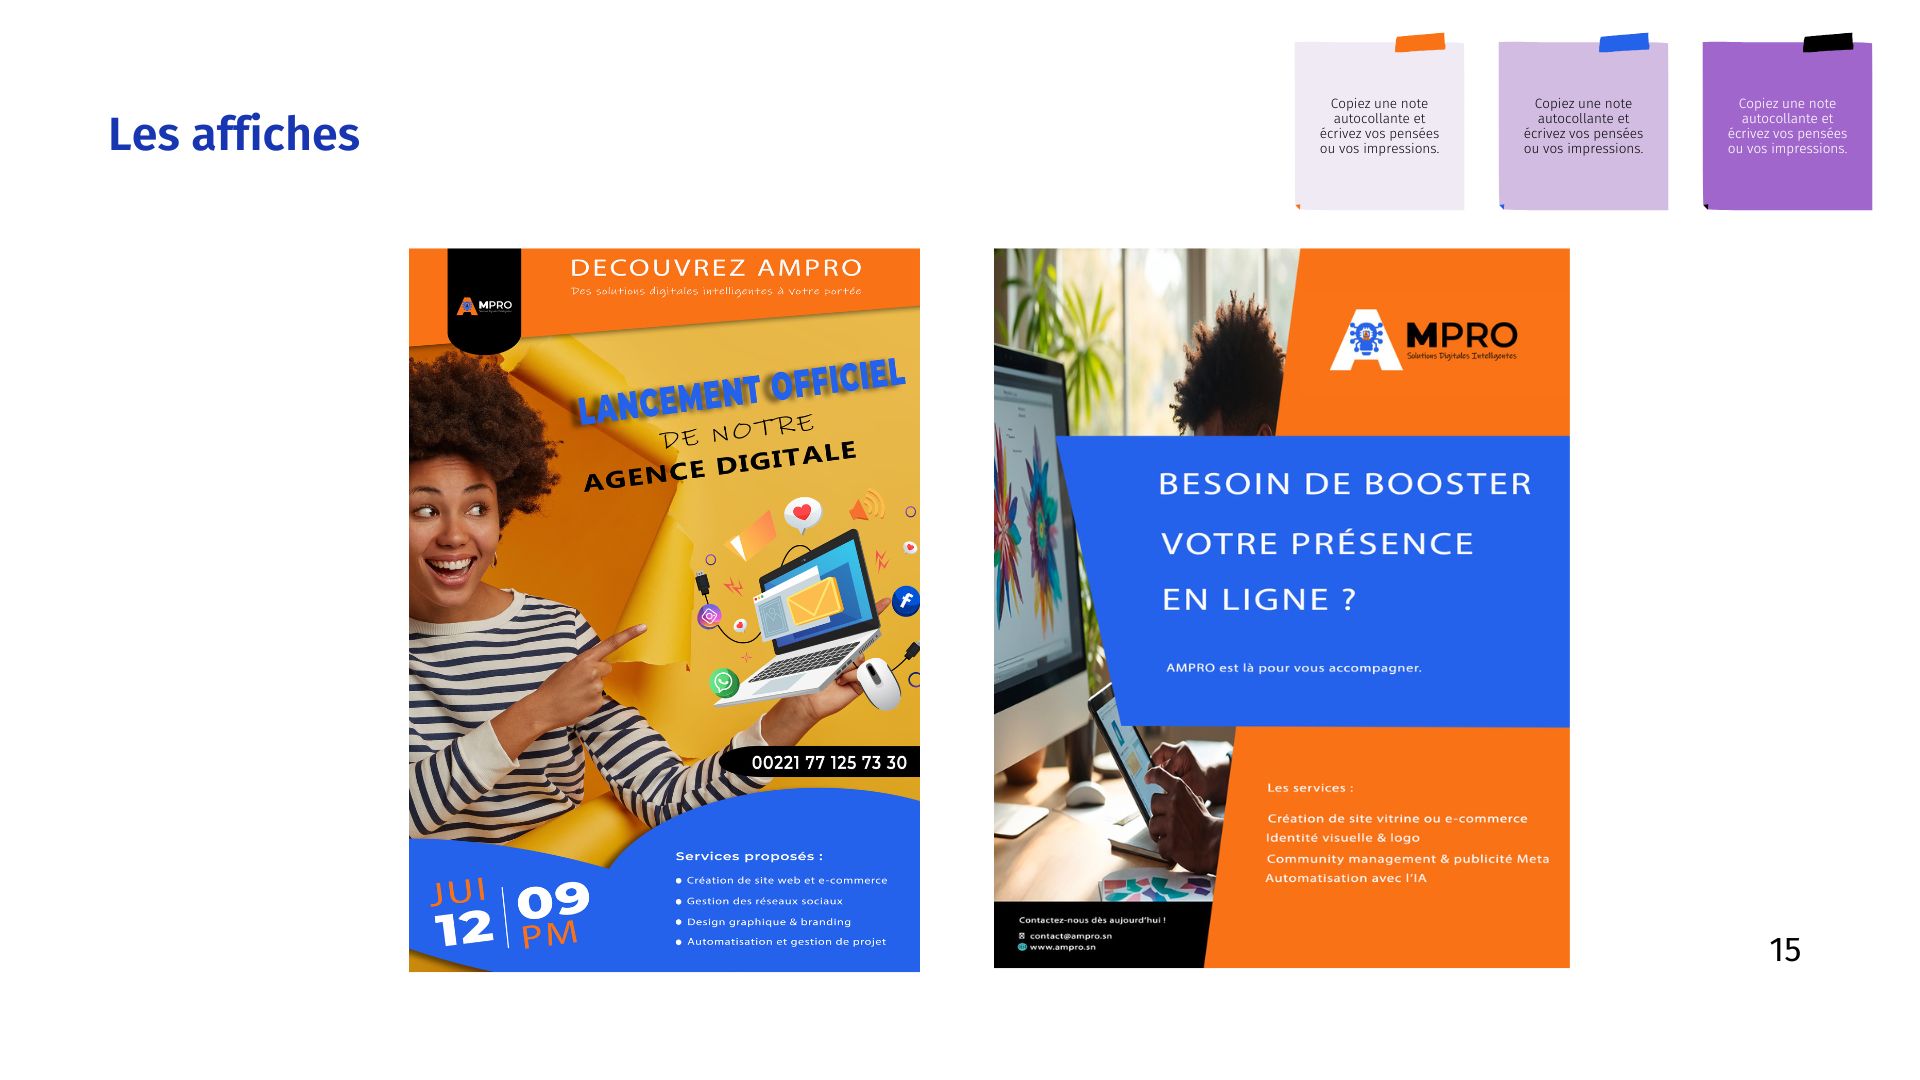 Les affiches
Copiez une note
autocollante et
écrivez vos pensées
ou vos impressions.
Copiez une note
autocollante et
écrivez vos pensées
ou vos impressions.
Copiez une note
autocollante et
écrivez vos pensées
ou vos impressions.
DECOUVREZ AMPRO
Des solutions digitales intelligentes à votre portée
AMPRO
LANCEMENT OFFICIEL
DE NOTRE
AGENCE DIGITALE
00221 77 125 73 30
Services proposés :
• Création de site web et e-commerce
• Gestion des réseaux sociaux
• Design graphique & branding
• Automatisation et gestion de projet
JUI
12
09
PM
AMPRO
Solutions Digitales Intelligentes
BESOIN DE BOOSTER
VOTRE PRÉSENCE
EN LIGNE ?
AMPRO est là pour vous accompagner.
Les services :
Création de site vitrine ou e-commerce
Identité visuelle & logo
Community management & publicité Meta
Automatisation avec l'IA
Contactez-nous dès aujourd'hui !
contact@ampro.sn
www.ampro.sn
15